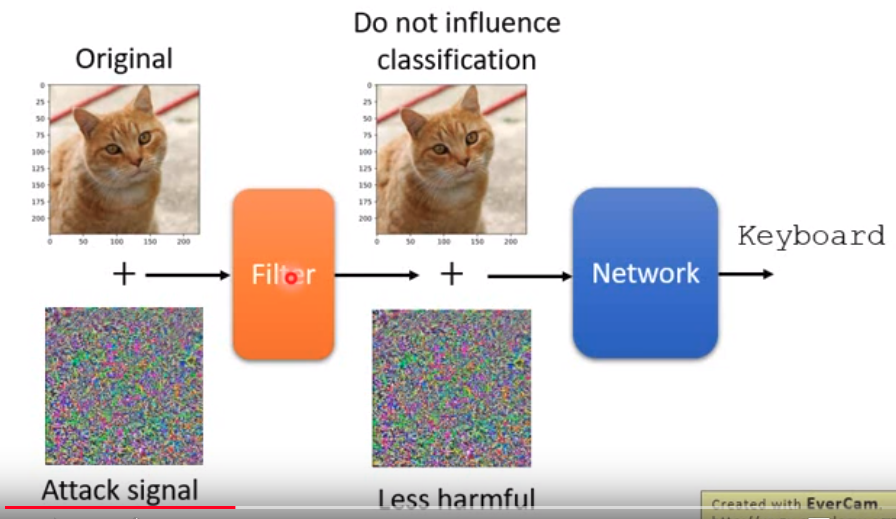 Original
Do not influence
classification
0
25
50
75
100
125
150
175
200
0 50 100 150 200
0
25
50
75
100
125
150
175
200
0 50 100 150 200
+
Filter
+
Network
Keyboard
Attack signal
Less harmful
Created with EverCam.